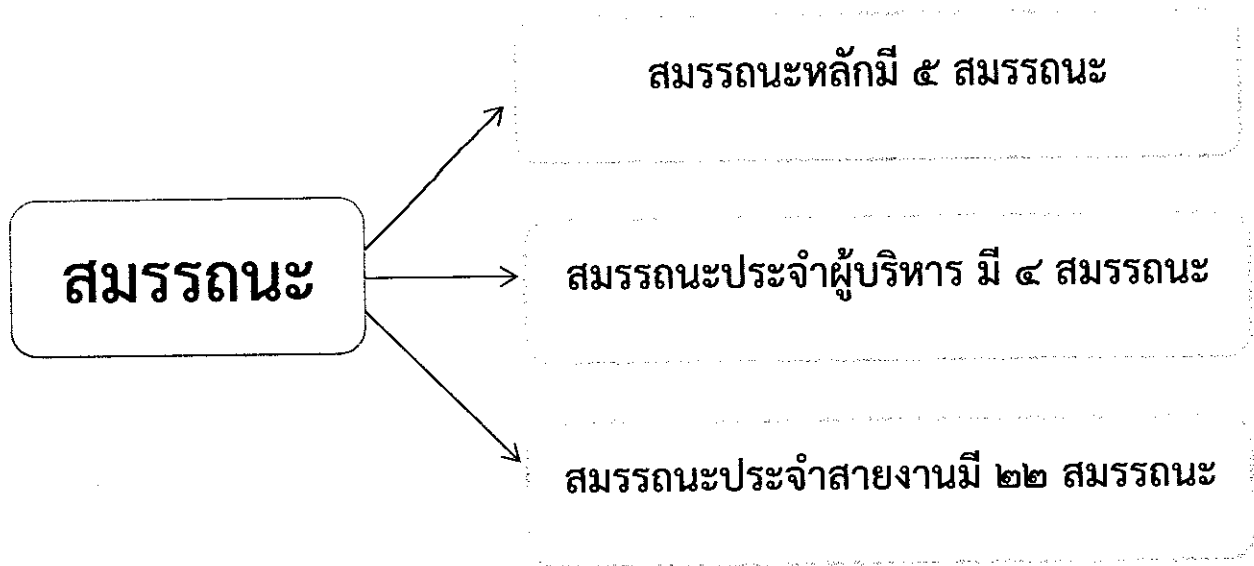 สมรรถนะ
สมรรถนะหลักมี ๕ สมรรถนะ
สมรรถนะประจำผู้บริหาร มี ๔ สมรรถนะ
สมรรถนะประจำสายงานมี ๒๒ สมรรถนะ